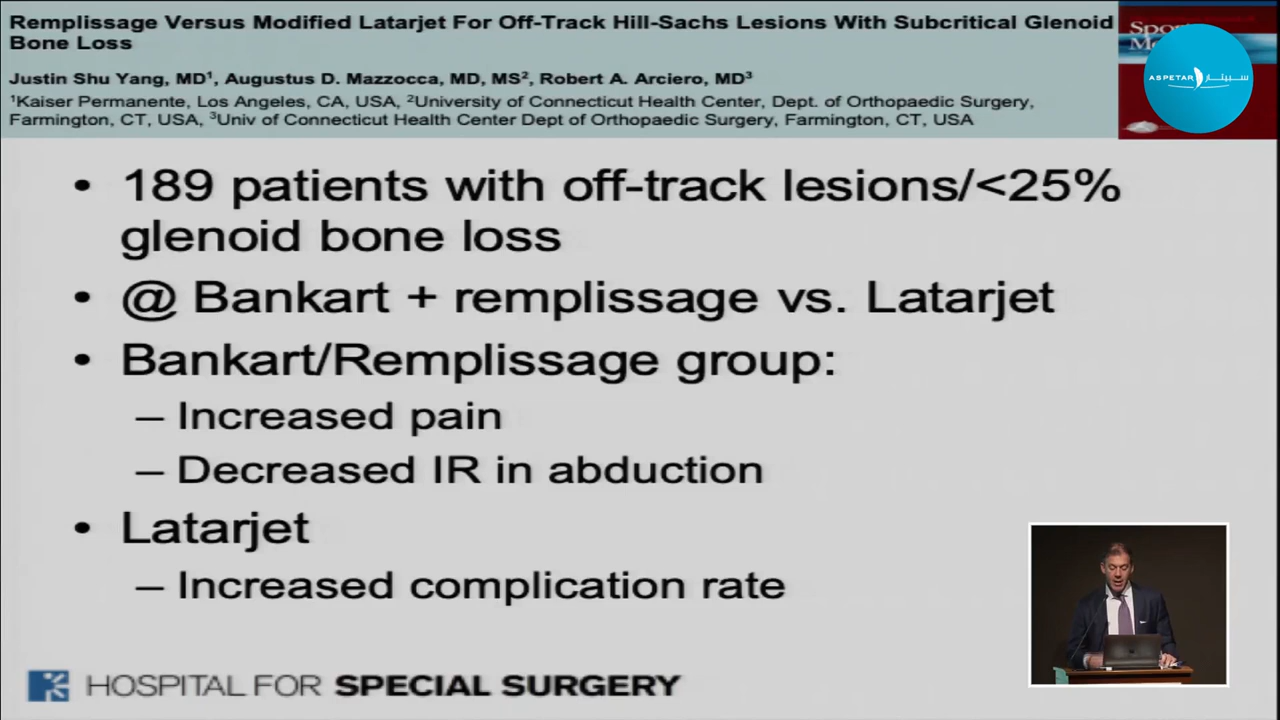 Remplissage Versus Modified Latarjet For Off-Track Hill-Sachs Lesions With Subcritical Glenoid
Bone Loss
Justin Shu Yang, MD¹, Augustus D. Mazzocca, MD, MS², Robert A. Arciero, MD³
¹Kaiser Permanente, Los Angeles, CA, USA, ²University of Connecticut Health Center, Dept. of Orthopaedic Surgery,
Farmington, CT, USA, ³Univ of Connecticut Health Center Dept of Orthopaedic Surgery, Farmington, CT, USA
ASPETAR سبيتار
• 189 patients with off-track lesions/<25%
glenoid bone loss
• @ Bankart + remplissage vs. Latarjet
• Bankart/Remplissage group:
– Increased pain
– Decreased IR in abduction
• Latarjet
– Increased complication rate
HOSPITAL FOR SPECIAL SURGERY